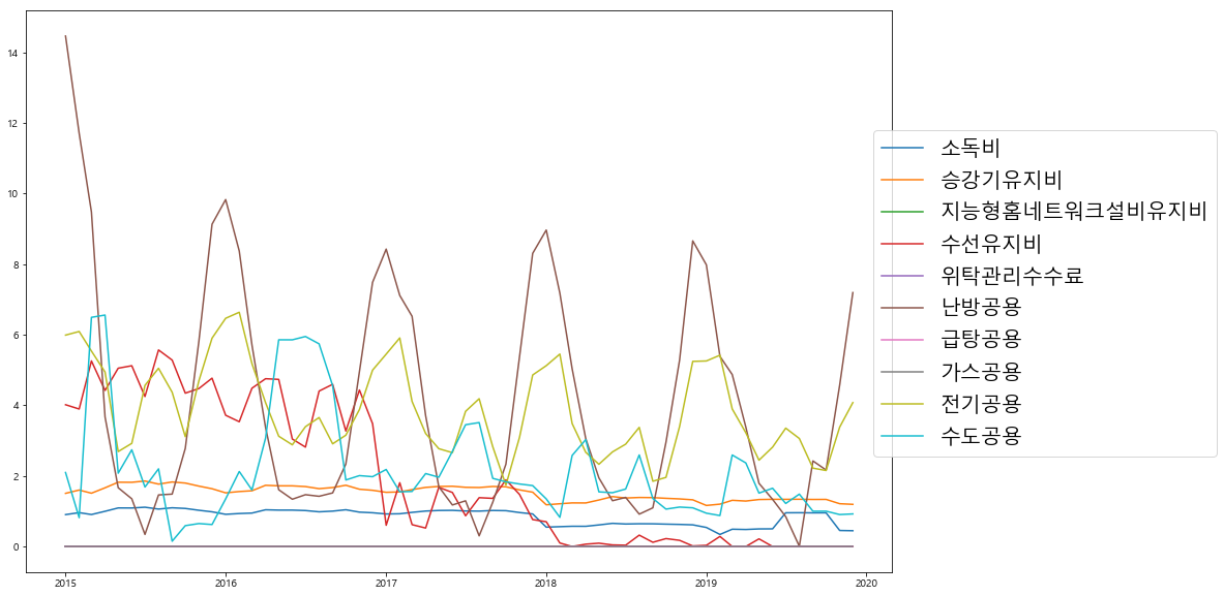 14
12
10
8
6
4
2
0
2015 2016 2017 2018 2019 2020
소독비
승강기유지비
지능형홈네트워크설비유지비
수선유지비
위탁관리수수료
난방공용
급탕공용
가스공용
전기공용
수도공용